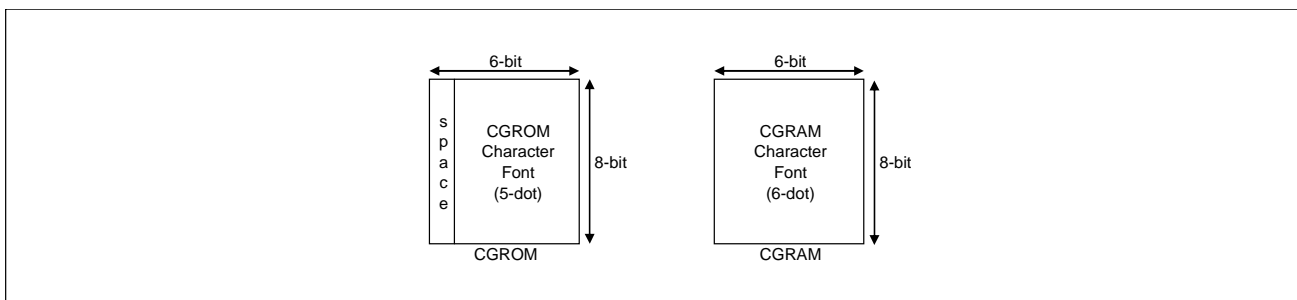 6-bit
space
CGROM
Character
Font
(5-dot)
8-bit
CGROM
6-bit
CGRAM
Character
Font
(6-dot)
8-bit
CGRAM